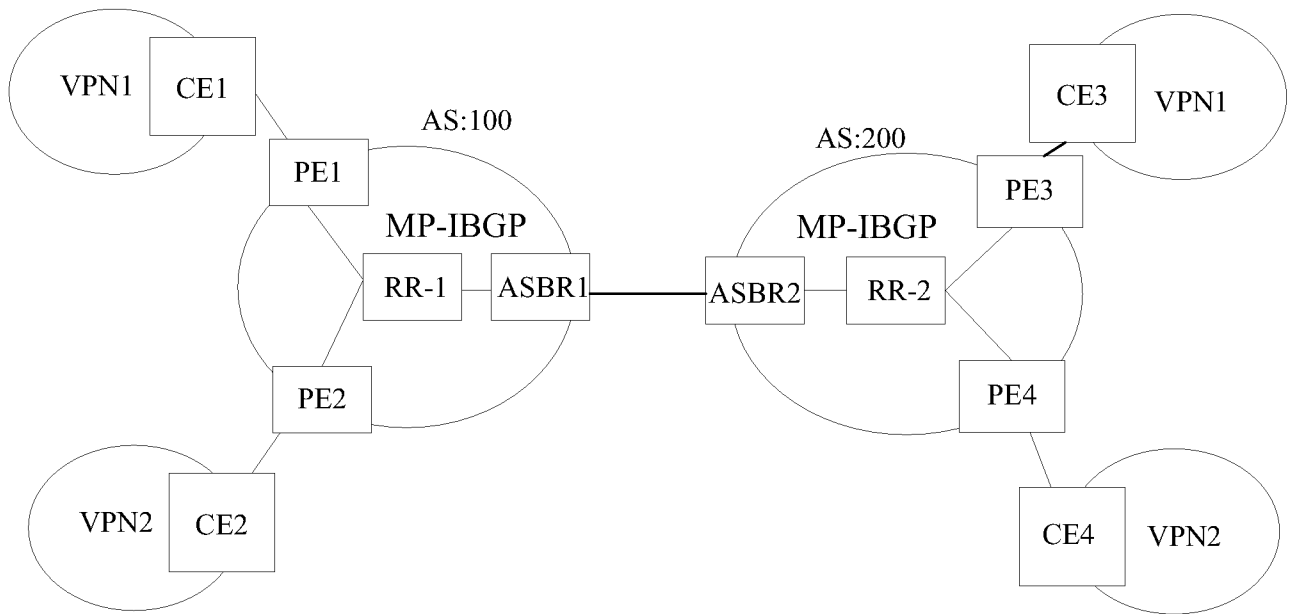 VPN1
CE1
CE3
VPN1
AS:100
AS:200
PE1
PE3
MP-IBGP
MP-IBGP
RR-1
ASBR1
ASBR2
RR-2
PE2
PE4
VPN2
CE2
CE4
VPN2